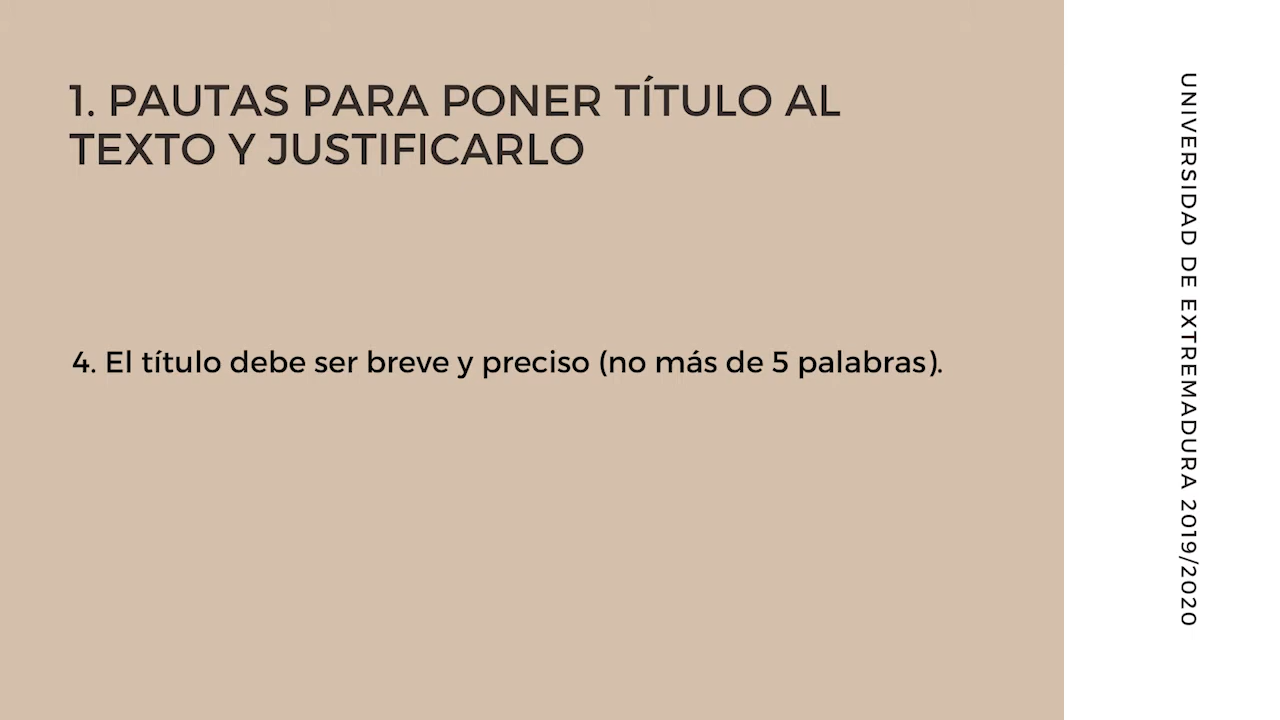 1. PAUTAS PARA PONER TÍTULO AL
TEXTO Y JUSTIFICARLO
4. El título debe ser breve y preciso (no más de 5 palabras).
UNIVERSIDAD DE EXTREMADURA 2019/2020